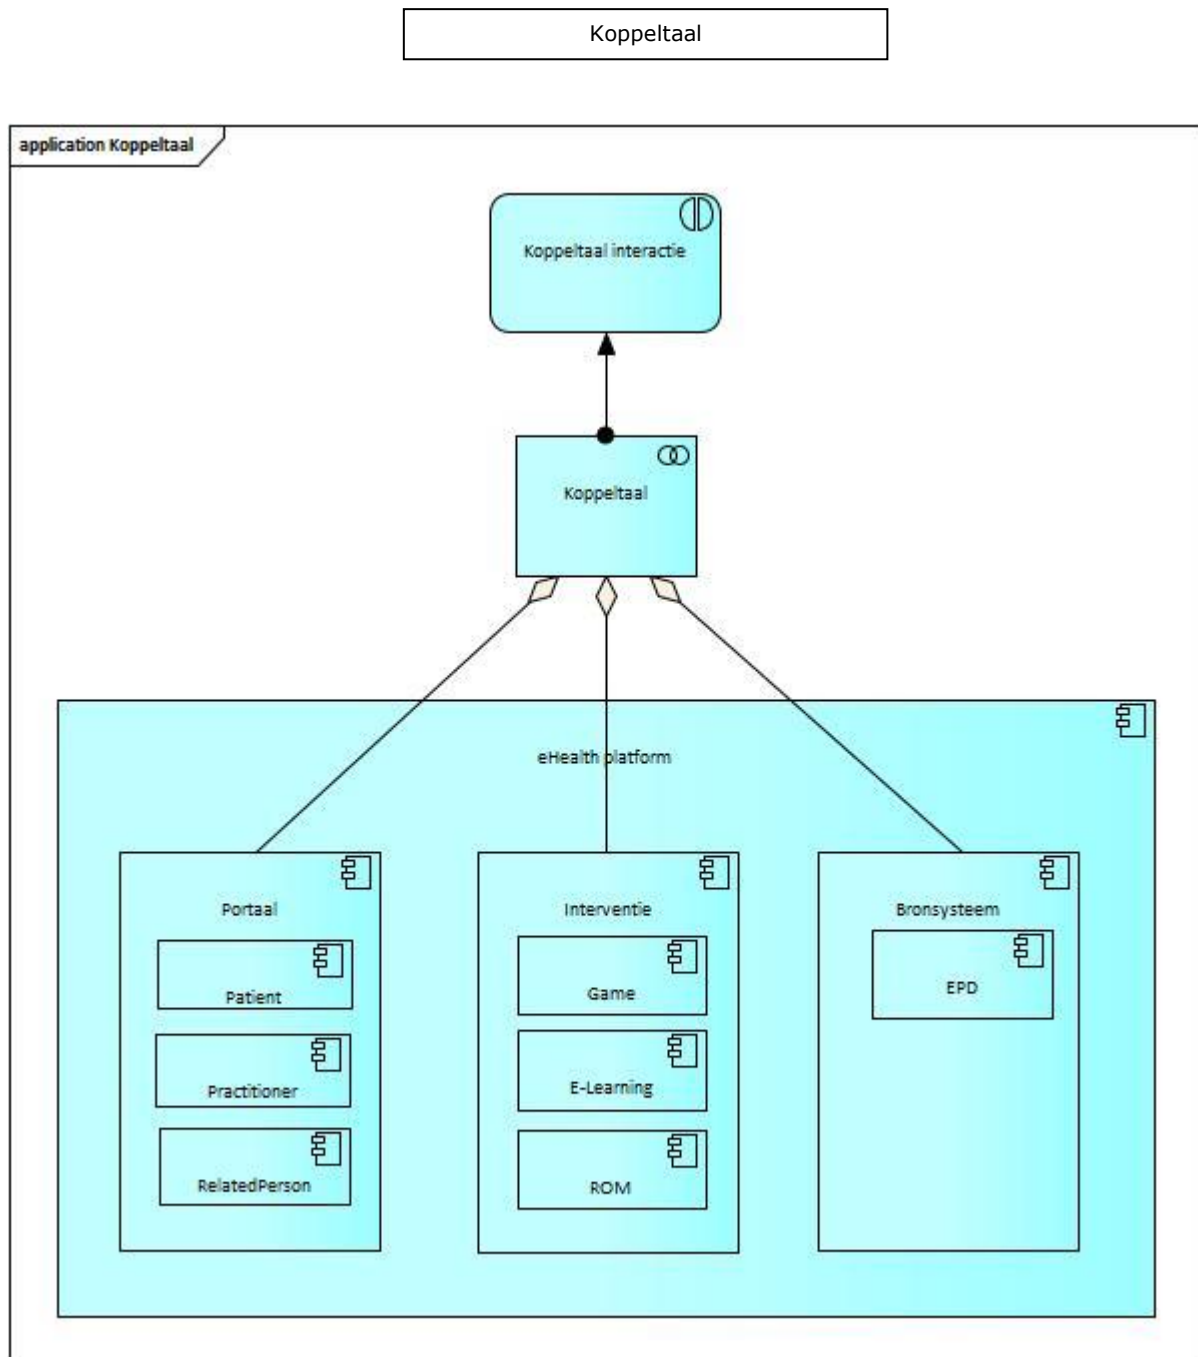 Koppeltaal
application Koppeltaal
Koppeltaal interactie
Koppeltaal
eHealth platform
Portaal
Patient
Practitioner
RelatedPerson
Interventie
Game
E-Learning
ROM
Bronsysteem
EPD